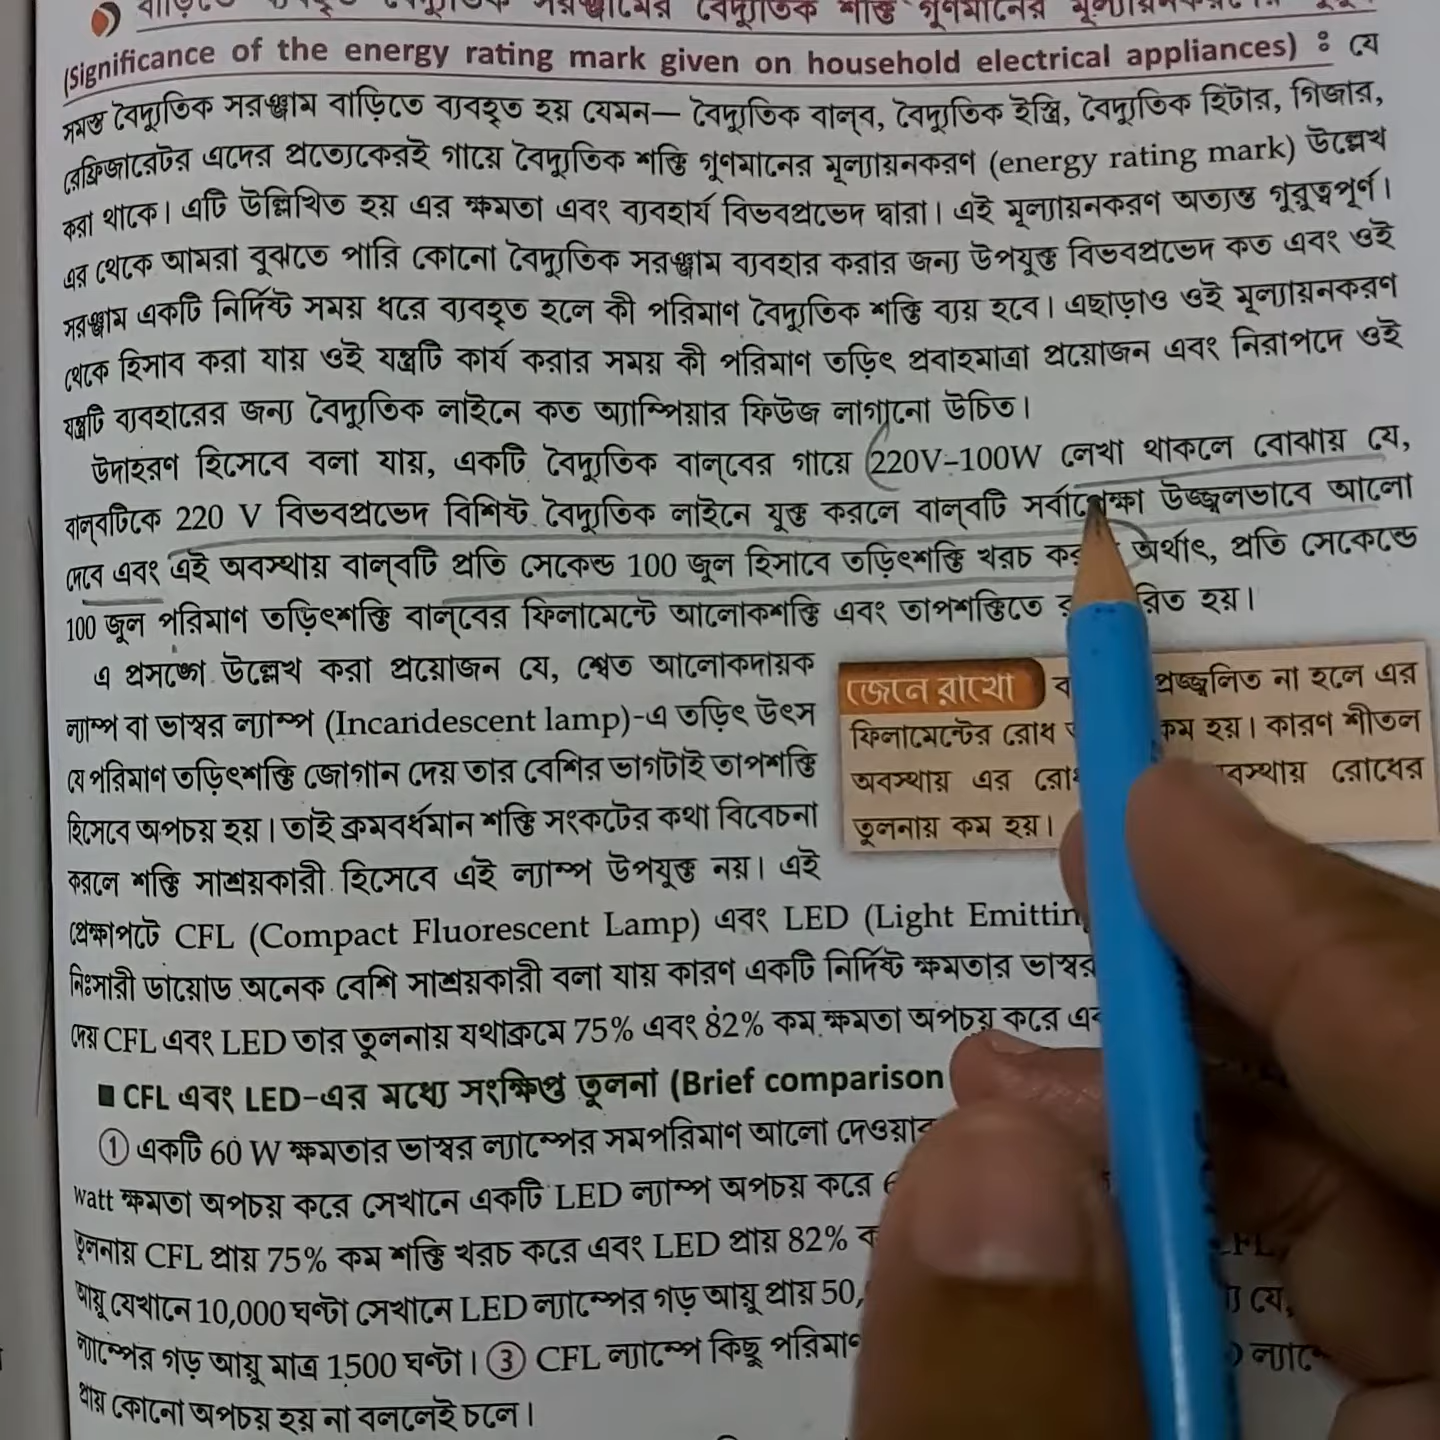 বাড়িতে ব্যবহৃত বৈদ্যুতিক সরঞ্জামের বৈদ্যুতিক শক্তি গুণমানের
(Significance of the energy rating mark given on household electrical appliances) : যে
সমস্ত বৈদ্যুতিক সরঞ্জাম বাড়িতে ব্যবহৃত হয় যেমন— বৈদ্যুতিক বাল্‌ব, বৈদ্যুতিক ইস্ত্রি, বৈদ্যুতিক হিটার, গিজার,
রেফ্রিজারেটর এদের প্রত্যেকেরই গায়ে বৈদ্যুতিক শক্তি গুণমানের মূল্যায়নকরণ (energy rating mark) উল্লেখ
করা থাকে। এটি উল্লিখিত হয় এর ক্ষমতা এবং ব্যবহার্য বিভবপ্রভেদ দ্বারা। এই মূল্যায়নকরণ অত্যন্ত গুরুত্বপূর্ণ।
এর থেকে আমরা বুঝতে পারি কোনো বৈদ্যুতিক সরঞ্জাম ব্যবহার করার জন্য উপযুক্ত বিভবপ্রভেদ কত এবং ওই
সরঞ্জাম একটি নির্দিষ্ট সময় ধরে ব্যবহৃত হলে কী পরিমাণ বৈদ্যুতিক শক্তি ব্যয় হবে। এছাড়াও ওই মূল্যায়নকরণ
থেকে হিসাব করা যায় ওই যন্ত্রটি কার্য করার সময় কী পরিমাণ তড়িৎ প্রবাহমাত্রা প্রয়োজন এবং নিরাপদে ওই
যন্ত্রটি ব্যবহারের জন্য বৈদ্যুতিক লাইনে কত অ্যাম্পিয়ার ফিউজ লাগানো উচিত।
উদাহরণ হিসেবে বলা যায়, একটি বৈদ্যুতিক বাল্‌বের গায়ে 220V–100W লেখা থাকলে বোঝায় যে,
বাল্‌বটিকে 220 V বিভবপ্রভেদ বিশিষ্ট বৈদ্যুতিক লাইনে যুক্ত করলে বাল্‌বটি সর্বাপেক্ষা উজ্জ্বলভাবে আলো
দেবে এবং এই অবস্থায় বাল্‌বটি প্রতি সেকেন্ড 100 জুল হিসাবে তড়িৎশক্তি খরচ অর্থাৎ, প্রতি সেকেন্ডে
100 জুল পরিমাণ তড়িৎশক্তি বাল্‌বের ফিলামেন্টে আলোকশক্তি এবং তাপশক্তিতে হয়।
এ প্রসঙ্গে উল্লেখ করা প্রয়োজন যে, শ্বেত আলোকদায়ক
ল্যাম্প বা ভাস্বর ল্যাম্প (Incandescent lamp)-এ তড়িৎ উৎস
যে পরিমাণ তড়িৎশক্তি জোগান দেয় তার বেশির ভাগটাই তাপশক্তি
হিসেবে অপচয় হয়। তাই ক্রমবর্ধমান শক্তি সংকটের কথা বিবেচনা
করলে শক্তি সাশ্রয়কারী হিসেবে এই ল্যাম্প উপযুক্ত নয়। এই
জেনে রাখো প্রজ্জ্বলিত না হলে এর
ফিলামেন্টের রোধ কম হয়। কারণ শীতল
অবস্থায় এর রোধের
তুলনায় কম হয়।
প্রেক্ষাপটে CFL (Compact Fluorescent Lamp) এবং LED (Light
নিঃসারী ডায়োড অনেক বেশি সাশ্রয়কারী বলা যায় কারণ একটি নির্দিষ্ট ক্ষমতার ভাস্বর
দেয় CFL এবং LED তার তুলনায় যথাক্রমে 75% এবং 82% কম ক্ষমতা অপচয় করে
■ CFL এবং LED-এর মধ্যে সংক্ষিপ্ত তুলনা (Brief comparison
① একটি 60 W ক্ষমতার ভাস্বর ল্যাম্পের সমপরিমাণ আলো
watt ক্ষমতা অপচয় করে সেখানে একটি LED ল্যাম্প অপচয় করে
তুলনায় CFL প্রায় 75% কম শক্তি খরচ করে এবং LED প্রায় 82%
আয়ু যেখানে 10,000 ঘণ্টা সেখানে LED ল্যাম্পের গড় আয়ু প্রায় যে,
ল্যাম্পের গড় আয়ু মাত্র 1500 ঘণ্টা। ③ CFL ল্যাম্পে কিছু
প্রায় কোনো অপচয় হয় না বললেই চলে।